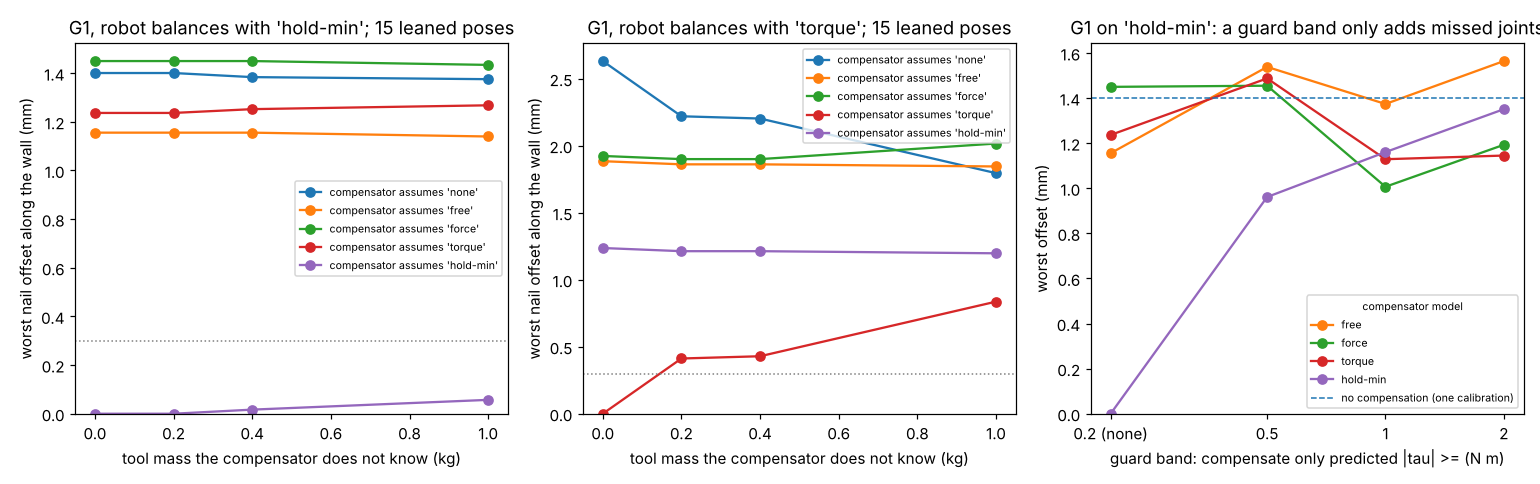 G1, robot balances with 'hold-min'; 15 leaned poses
worst nail offset along the wall (mm)
1.4
1.2
1.0
0.8
0.6
0.4
0.2
0.0
compensator assumes 'none'
compensator assumes 'free'
compensator assumes 'force'
compensator assumes 'torque'
compensator assumes 'hold-min'
0.0 0.2 0.4 0.6 0.8 1.0
tool mass the compensator does not know (kg)
G1, robot balances with 'torque'; 15 leaned poses
worst nail offset along the wall (mm)
2.5
2.0
1.5
1.0
0.5
0.0
compensator assumes 'none'
compensator assumes 'free'
compensator assumes 'force'
compensator assumes 'torque'
compensator assumes 'hold-min'
0.0 0.2 0.4 0.6 0.8 1.0
tool mass the compensator does not know (kg)
G1 on 'hold-min': a guard band only adds missed joints
worst offset (mm)
1.6
1.4
1.2
1.0
0.8
0.6
0.4
0.2
0.0
compensator model
free
force
torque
hold-min
no compensation (one calibration)
0.2 (none) 0.5 1 2
guard band: compensate only predicted |tau| >= (N m)